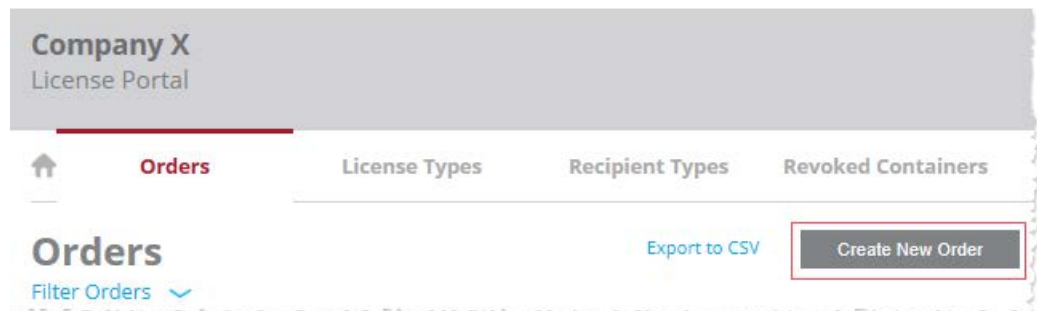 Company X
License Portal
Orders License Types Recipient Types Revoked Containers
Orders Export to CSV Create New Order
Filter Orders